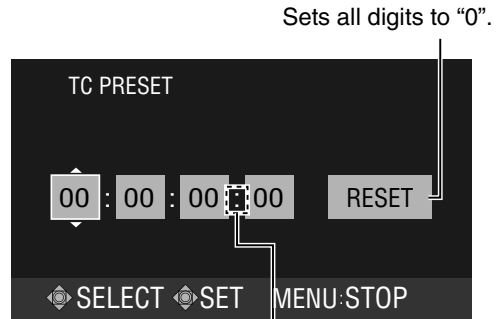 Sets all digits to “0”.
TC PRESET
00 : 00 : 00 : 00 RESET
SELECT SET MENU:STOP